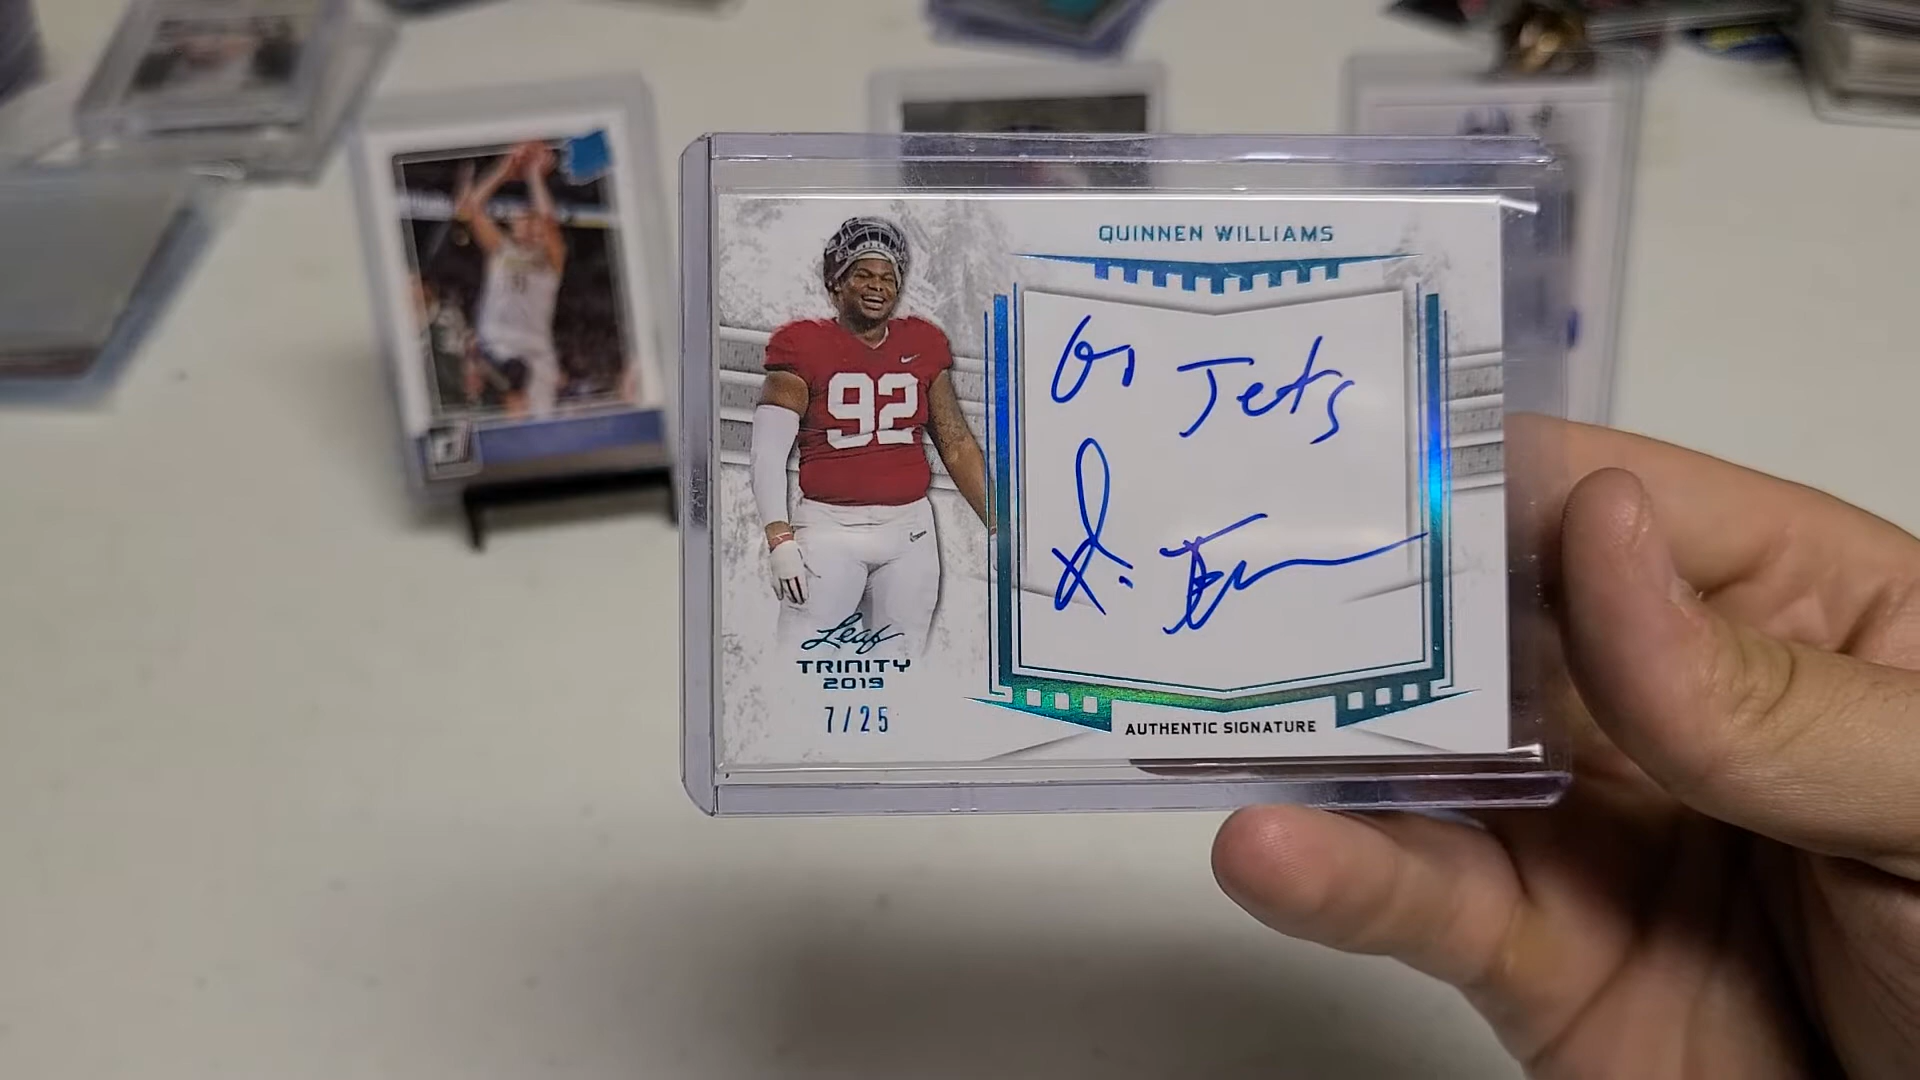 QUINNEN WILLIAMS
Go Jets
92
Leaf
TRINITY
2019
7/25
AUTHENTIC SIGNATURE